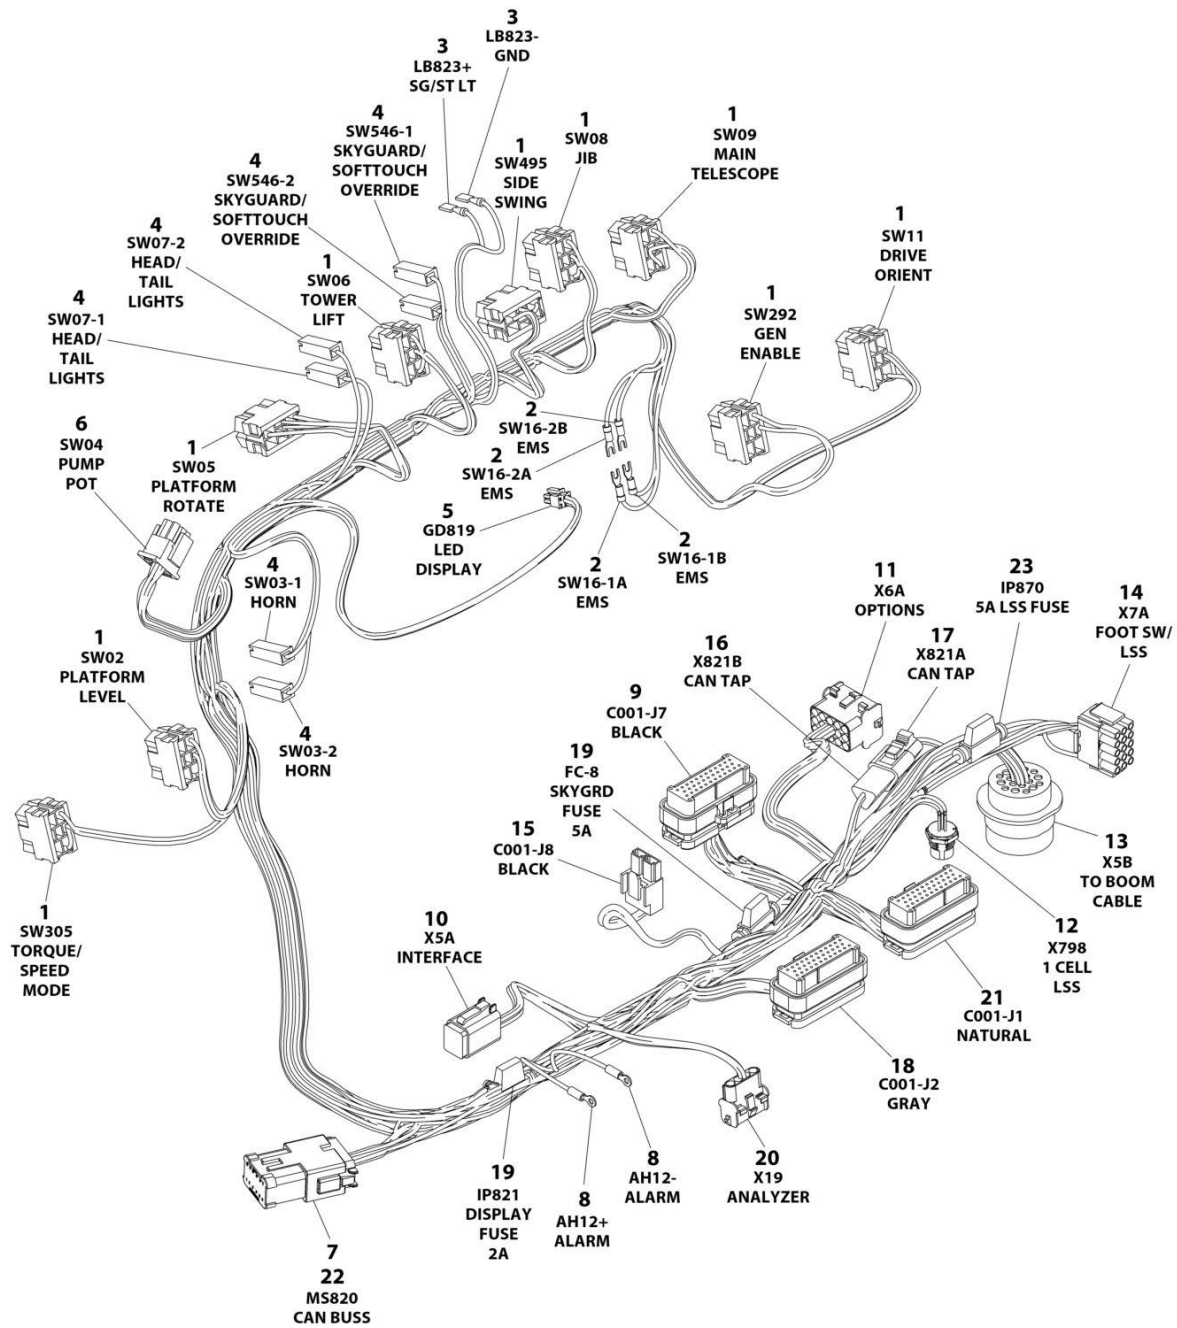 3
LB823-
GND
3
LB823+
SG/ST LT
4
SW546-1
SKYGUARD/
SOFTTOUCH
OVERRIDE
1
SW08
JIB
1
SW09
MAIN
TELESCOPE
1
SW495
SIDE
SWING
4
SW546-2
SKYGUARD/
SOFTTOUCH
OVERRIDE
4
SW07-2
HEAD/
TAIL
LIGHTS
1
SW11
DRIVE
ORIENT
1
SW06
TOWER
LIFT
4
SW07-1
HEAD/
TAIL
LIGHTS
1
SW292
GEN
ENABLE
6
SW04
PUMP
POT
1
SW05
PLATFORM
ROTATE
2
SW16-2B
EMS
2
SW16-2A
EMS
5
GD819
LED
DISPLAY
2
SW16-1A
EMS
2
SW16-1B
EMS
4
SW03-1
HORN
11
X6A
OPTIONS
23
IP870
5A LSS FUSE
14
X7A
FOOT SW/
LSS
1
SW02
PLATFORM
LEVEL
16
X821B
CAN TAP
17
X821A
CAN TAP
9
C001-J7
BLACK
4
SW03-2
HORN
19
FC-8
SKYGRD
FUSE
5A
15
C001-J8
BLACK
13
X5B
TO BOOM
CABLE
1
SW305
TORQUE/
SPEED
MODE
10
X5A
INTERFACE
12
X798
1 CELL
LSS
21
C001-J1
NATURAL
18
C001-J2
GRAY
20
X19
ANALYZER
8
AH12-
ALARM
8
AH12+
ALARM
19
IP821
DISPLAY
FUSE
2A
7
22
MS820
CAN BUSS